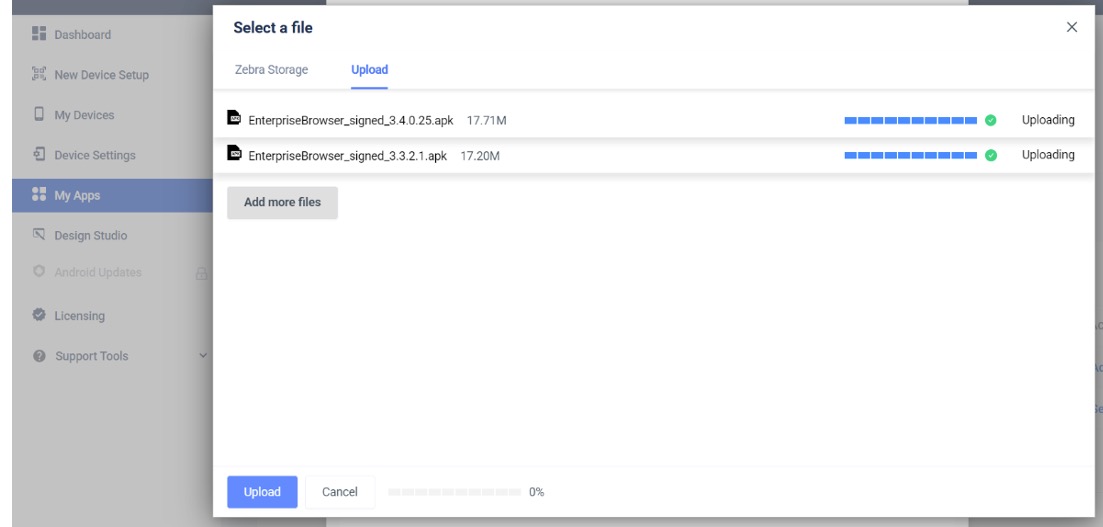 Select a file
Zebra Storage Upload
EnterpriseBrowser_signed_3.4.0.25.apk 17.71M Uploading
EnterpriseBrowser_signed_3.3.2.1.apk 17.20M Uploading
Add more files
Upload Cancel 0%
Dashboard
New Device Setup
My Devices
Device Settings
My Apps
Design Studio
Android Updates
Licensing
Support Tools